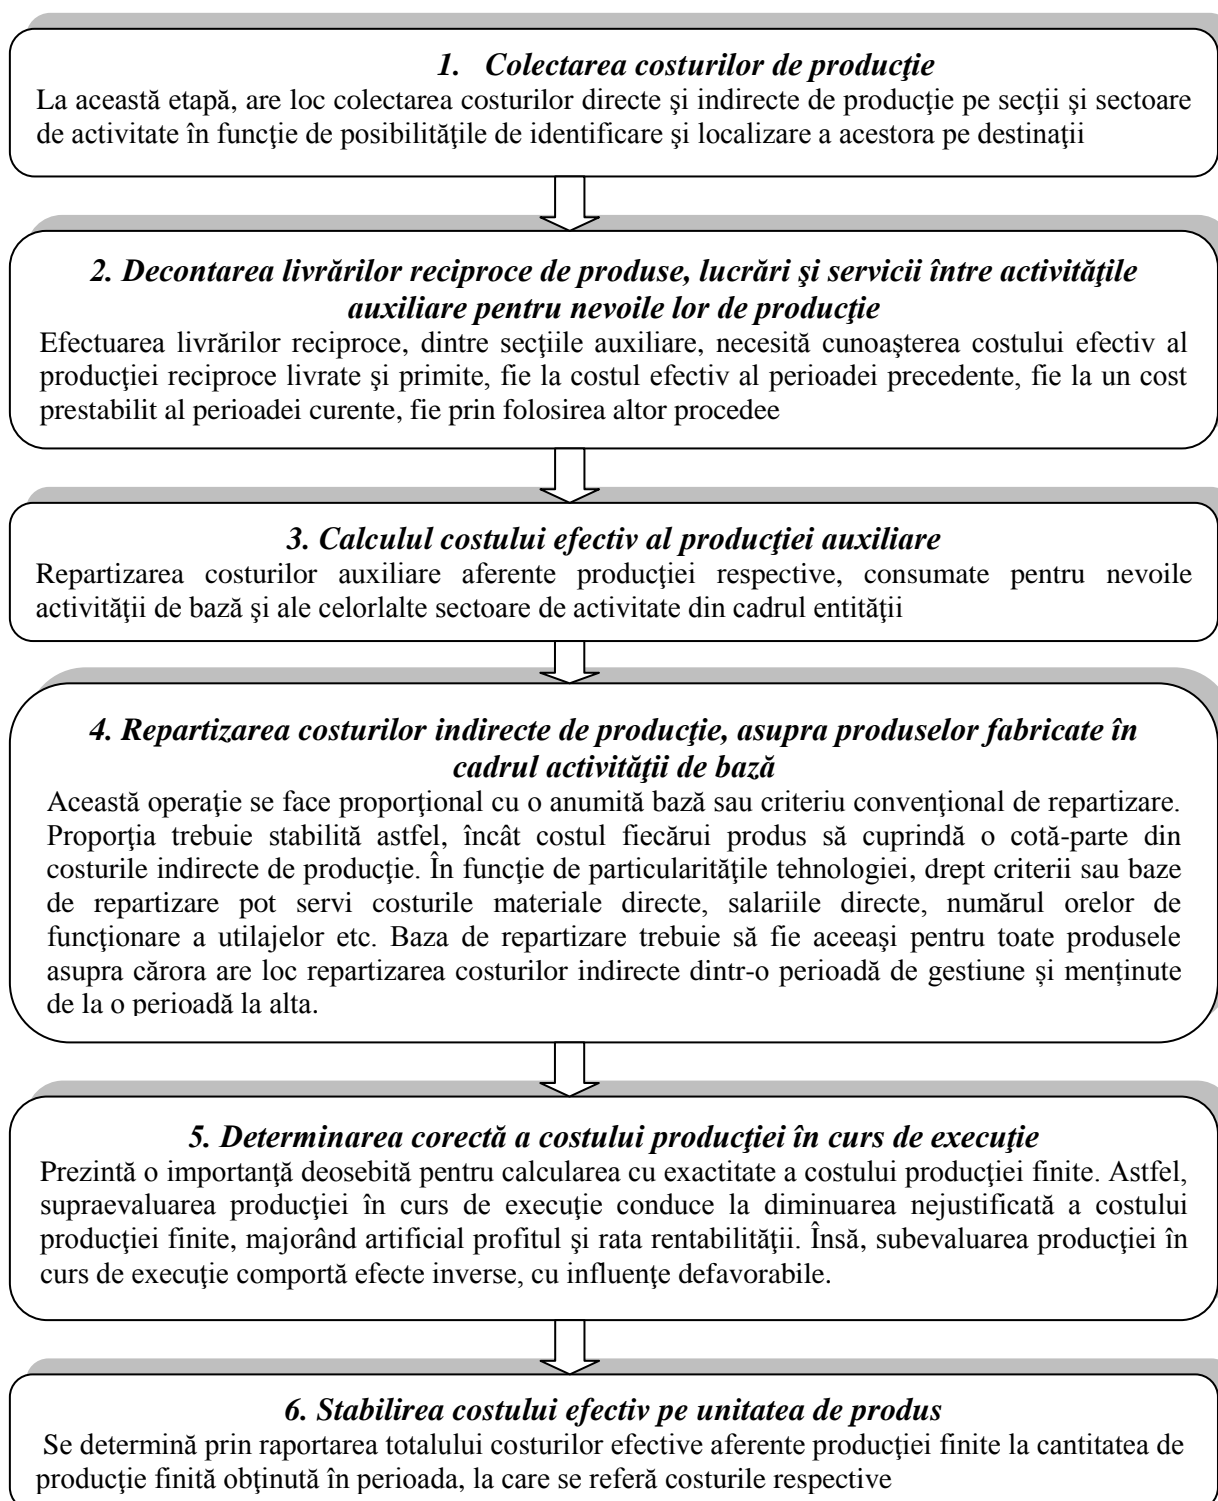 1. Colectarea costurilor de producţie
La această etapă, are loc colectarea costurilor directe şi indirecte de producţie pe secţii şi sectoare
de activitate în funcţie de posibilităţile de identificare şi localizare a acestora pe destinaţii
2. Decontarea livrărilor reciproce de produse, lucrări şi servicii între activităţile
auxiliare pentru nevoile lor de producţie
Efectuarea livrărilor reciproce, dintre secţiile auxiliare, necesită cunoaşterea costului efectiv al
producţiei reciproce livrate şi primite, fie la costul efectiv al perioadei precedente, fie la un cost
prestabilit al perioadei curente, fie prin folosirea altor procedee
3. Calculul costului efectiv al producţiei auxiliare
Repartizarea costurilor auxiliare aferente producţiei respective, consumate pentru nevoile
activităţii de bază şi ale celorlalte sectoare de activitate din cadrul entităţii
4. Repartizarea costurilor indirecte de producţie, asupra produselor fabricate în
cadrul activităţii de bază
Această operaţie se face proporţional cu o anumită bază sau criteriu convenţional de repartizare.
Proporţia trebuie stabilită astfel, încât costul fiecărui produs să cuprindă o cotă-parte din
costurile indirecte de producţie. În funcţie de particularităţile tehnologiei, drept criterii sau baze
de repartizare pot servi costurile materiale directe, salariile directe, numărul orelor de
funcţionare a utilajelor etc. Baza de repartizare trebuie să fie aceeaşi pentru toate produsele
asupra cărora are loc repartizarea costurilor indirecte dintr-o perioadă de gestiune și menținute
de la o perioadă la alta.
5. Determinarea corectă a costului producţiei în curs de execuţie
Prezintă o importanţă deosebită pentru calcularea cu exactitate a costului producţiei finite. Astfel,
supraevaluarea producţiei în curs de execuţie conduce la diminuarea nejustificată a costului
producţiei finite, majorând artificial profitul şi rata rentabilităţii. Însă, subevaluarea producţiei în
curs de execuţie comportă efecte inverse, cu influenţe defavorabile.
6. Stabilirea costului efectiv pe unitatea de produs
Se determină prin raportarea totalului costurilor efective aferente producţiei finite la cantitatea de
producţie finită obţinută în perioada, la care se referă costurile respective